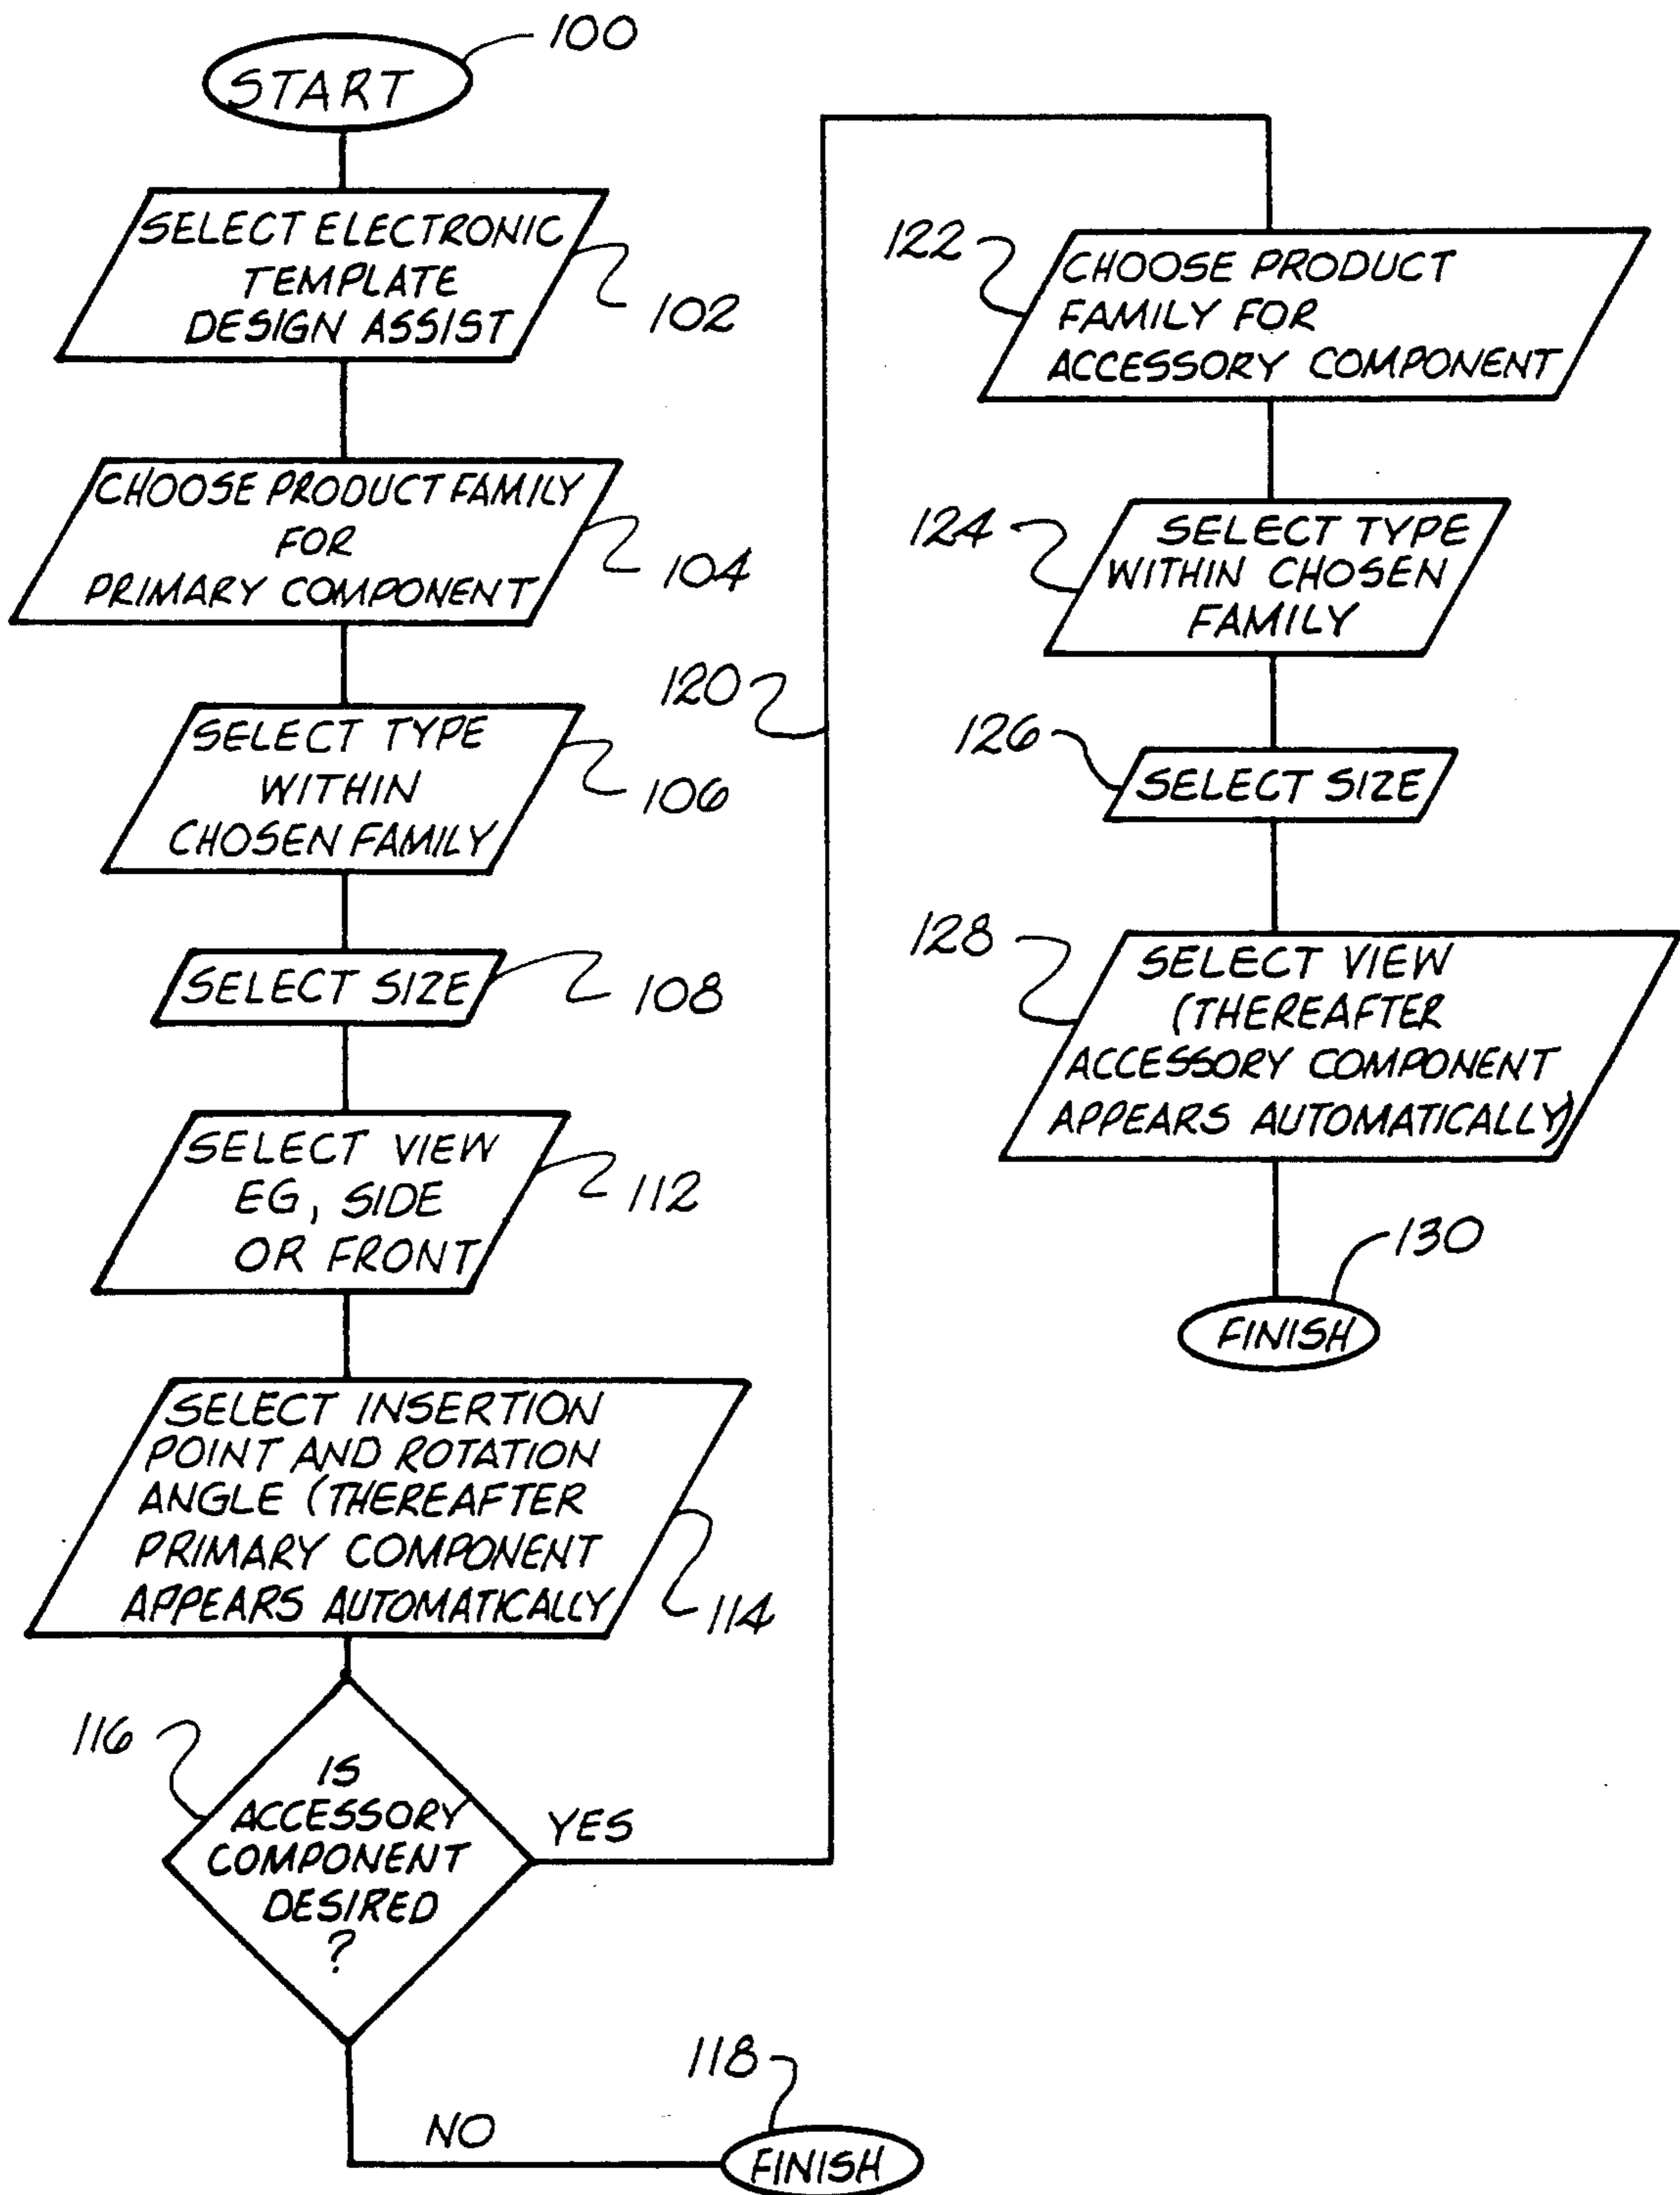 100
START
SELECT ELECTRONIC
TEMPLATE
DESIGN ASSIST
102
CHOOSE PRODUCT FAMILY
FOR
PRIMARY COMPONENT
104
SELECT TYPE
WITHIN
CHOSEN FAMILY
106
SELECT SIZE
108
SELECT VIEW
EG, SIDE
OR FRONT
112
SELECT INSERTION
POINT AND ROTATION
ANGLE (THEREAFTER
PRIMARY COMPONENT
APPEARS AUTOMATICALLY
114
116
IS
ACCESSORY
COMPONENT
DESIRED
?
YES
NO
118
FINISH
120
122
CHOOSE PRODUCT
FAMILY FOR
ACCESSORY COMPONENT
124
SELECT TYPE
WITHIN CHOSEN
FAMILY
126
SELECT SIZE
128
SELECT VIEW
(THEREAFTER
ACCESSORY COMPONENT
APPEARS AUTOMATICALLY)
130
FINISH